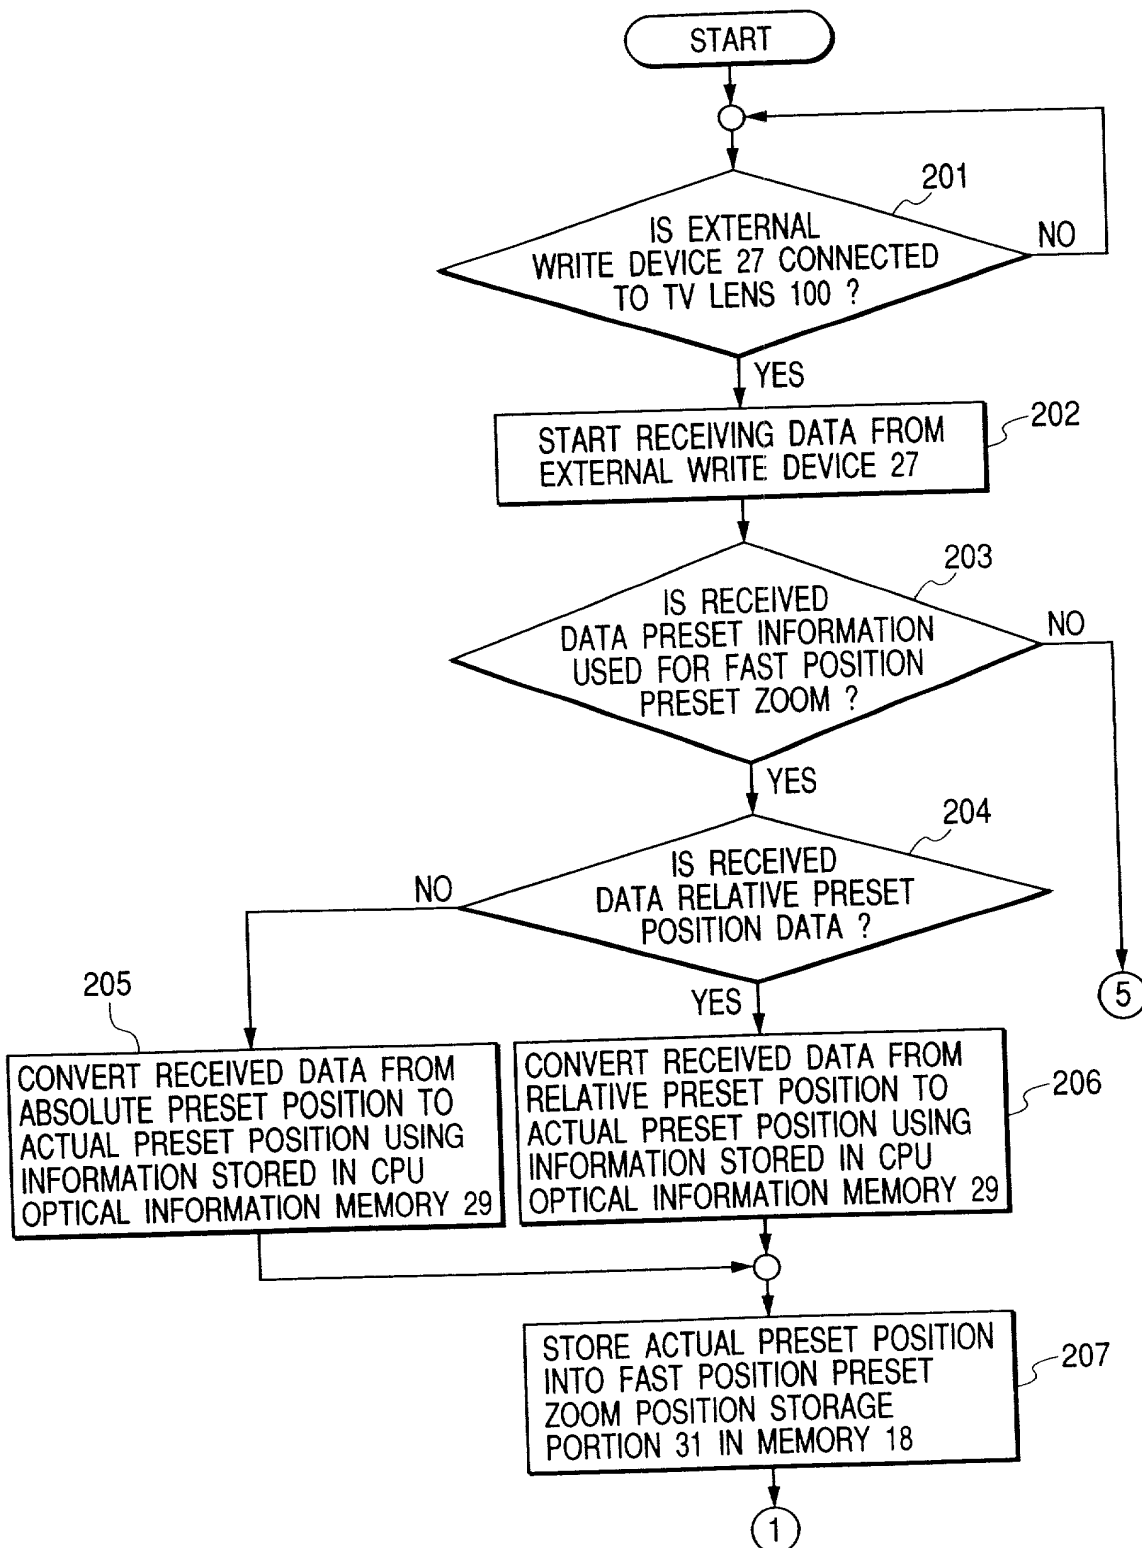 START
201
IS EXTERNAL
WRITE DEVICE 27 CONNECTED
TO TV LENS 100 ?
NO
YES
202
START RECEIVING DATA FROM
EXTERNAL WRITE DEVICE 27
203
IS RECEIVED
DATA PRESET INFORMATION
USED FOR FAST POSITION
PRESET ZOOM ?
NO
YES
204
IS RECEIVED
DATA RELATIVE PRESET
POSITION DATA ?
NO
YES
5
205
CONVERT RECEIVED DATA FROM
ABSOLUTE PRESET POSITION TO
ACTUAL PRESET POSITION USING
INFORMATION STORED IN CPU
OPTICAL INFORMATION MEMORY 29
206
CONVERT RECEIVED DATA FROM
RELATIVE PRESET POSITION TO
ACTUAL PRESET POSITION USING
INFORMATION STORED IN CPU
OPTICAL INFORMATION MEMORY 29
207
STORE ACTUAL PRESET POSITION
INTO FAST POSITION PRESET
ZOOM POSITION STORAGE
PORTION 31 IN MEMORY 18
1